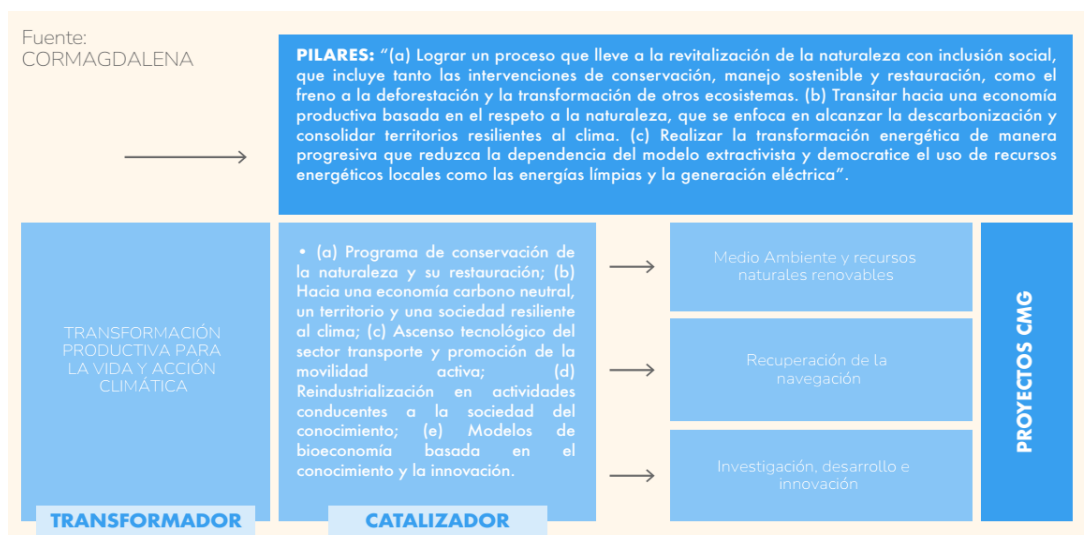 Fuente:
CORMAGDALENA
PILARES: “(a) Lograr un proceso que lleve a la revitalización de la naturaleza con inclusión social,
que incluye tanto las intervenciones de conservación, manejo sostenible y restauración, como el
freno a la deforestación y la transformación de otros ecosistemas. (b) Transitar hacia una economía
productiva basada en el respeto a la naturaleza, que se enfoca en alcanzar la descarbonización y
consolidar territorios resilientes al clima. (c) Realizar la transformación energética de manera
progresiva que reduzca la dependencia del modelo extractivista y democratice el uso de recursos
energéticos locales como las energías límpias y la generación eléctrica”.
TRANSFORMACIÓN
PRODUCTIVA PARA
LA VIDA Y ACCIÓN
CLIMÁTICA
TRANSFORMADOR
• (a) Programa de conservación de
la naturaleza y su restauración; (b)
Hacia una economía carbono neutral,
un territorio y una sociedad resiliente
al clima; (c) Ascenso tecnológico del
sector transporte y promoción de la
movilidad activa; (d)
Reindustrialización en actividades
conducentes a la sociedad del
conocimiento; (e) Modelos de
bioeconomía basada en el
conocimiento y la innovación.
CATALIZADOR
Medio Ambiente y recursos
naturales renovables
Recuperación de la
navegación
Investigación, desarrollo e
innovación
PROYECTOS CMG